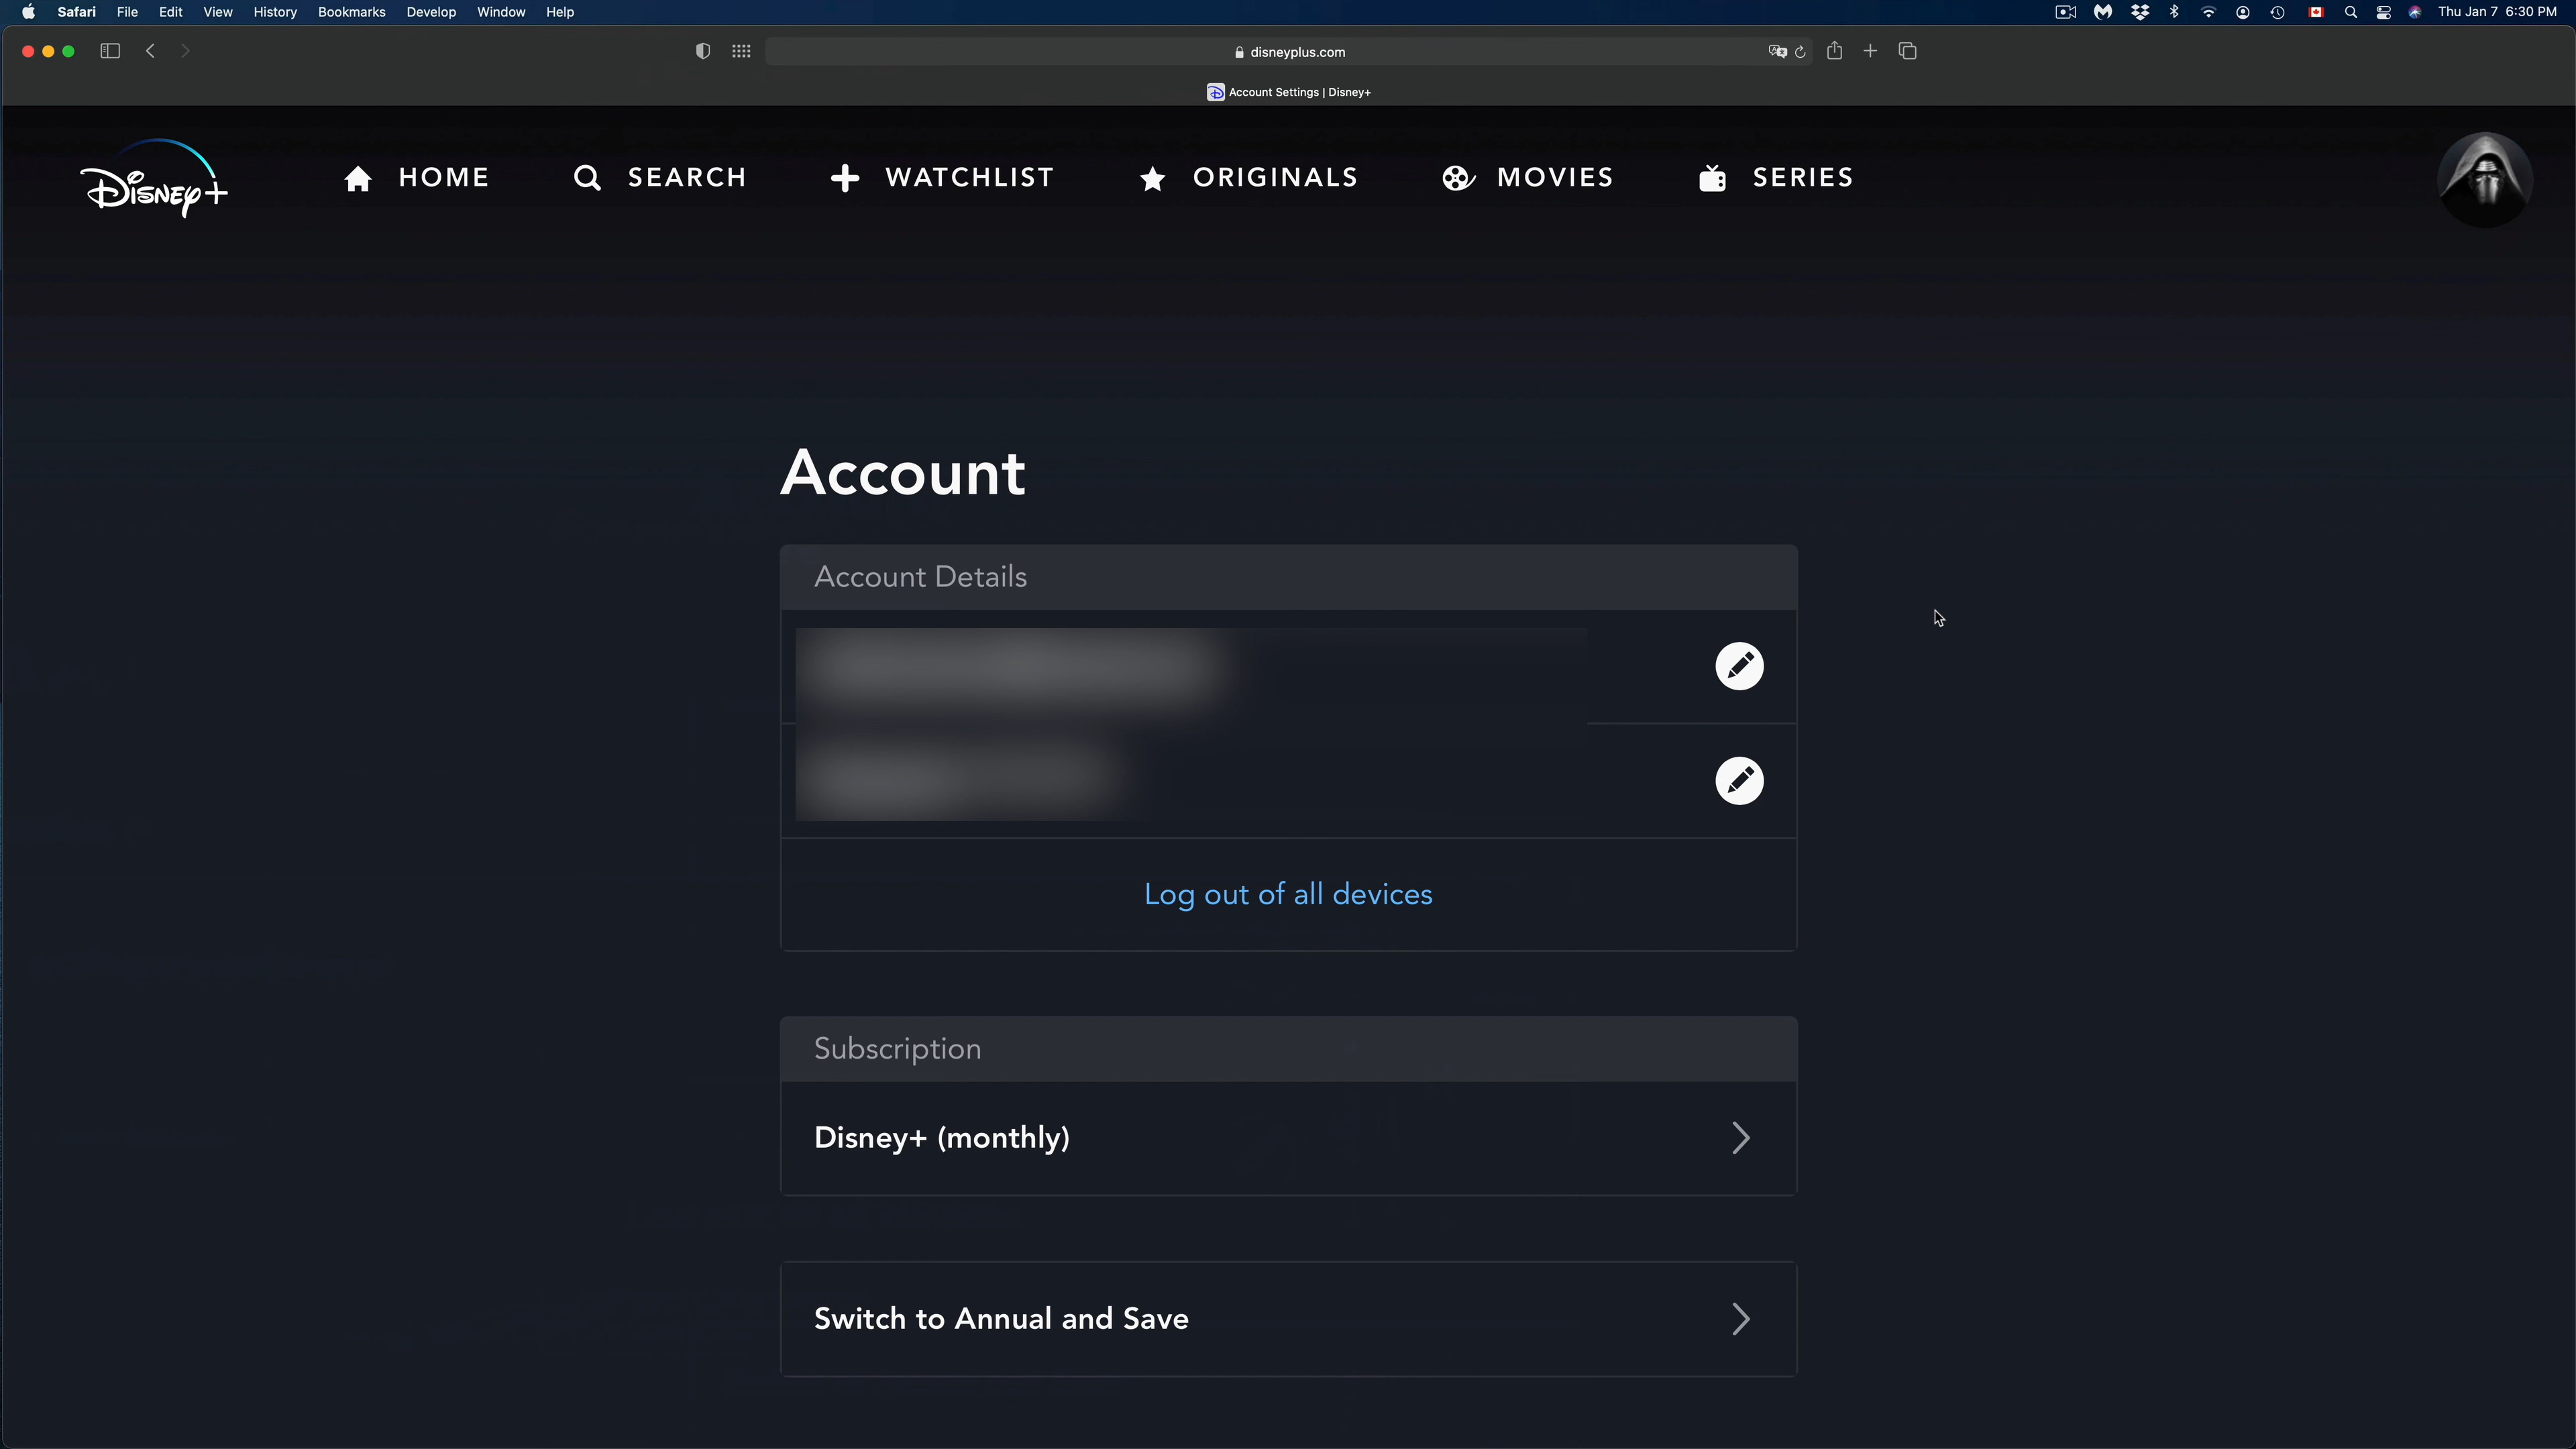 Safari File Edit View History Bookmarks Develop Window Help Thu Jan 7 6:30 PM
disneyplus.com
Account Settings | Disney+
Disney+ HOME SEARCH WATCHLIST ORIGINALS MOVIES SERIES
Account
Account Details
Log out of all devices
Subscription
Disney+ (monthly)
Switch to Annual and Save